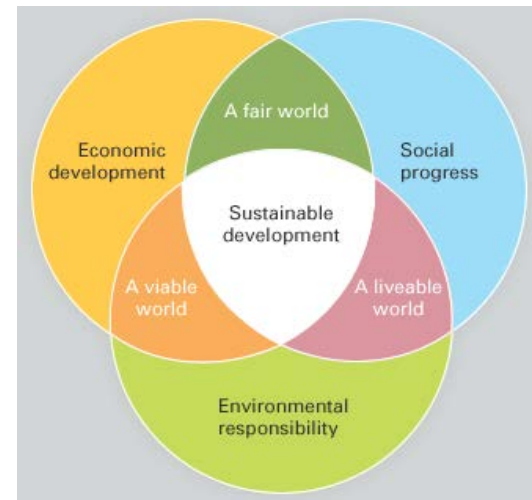 A fair world
Economic
development
Social
progress
Sustainable
development
A viable
world
A liveable
world
Environmental
responsibility